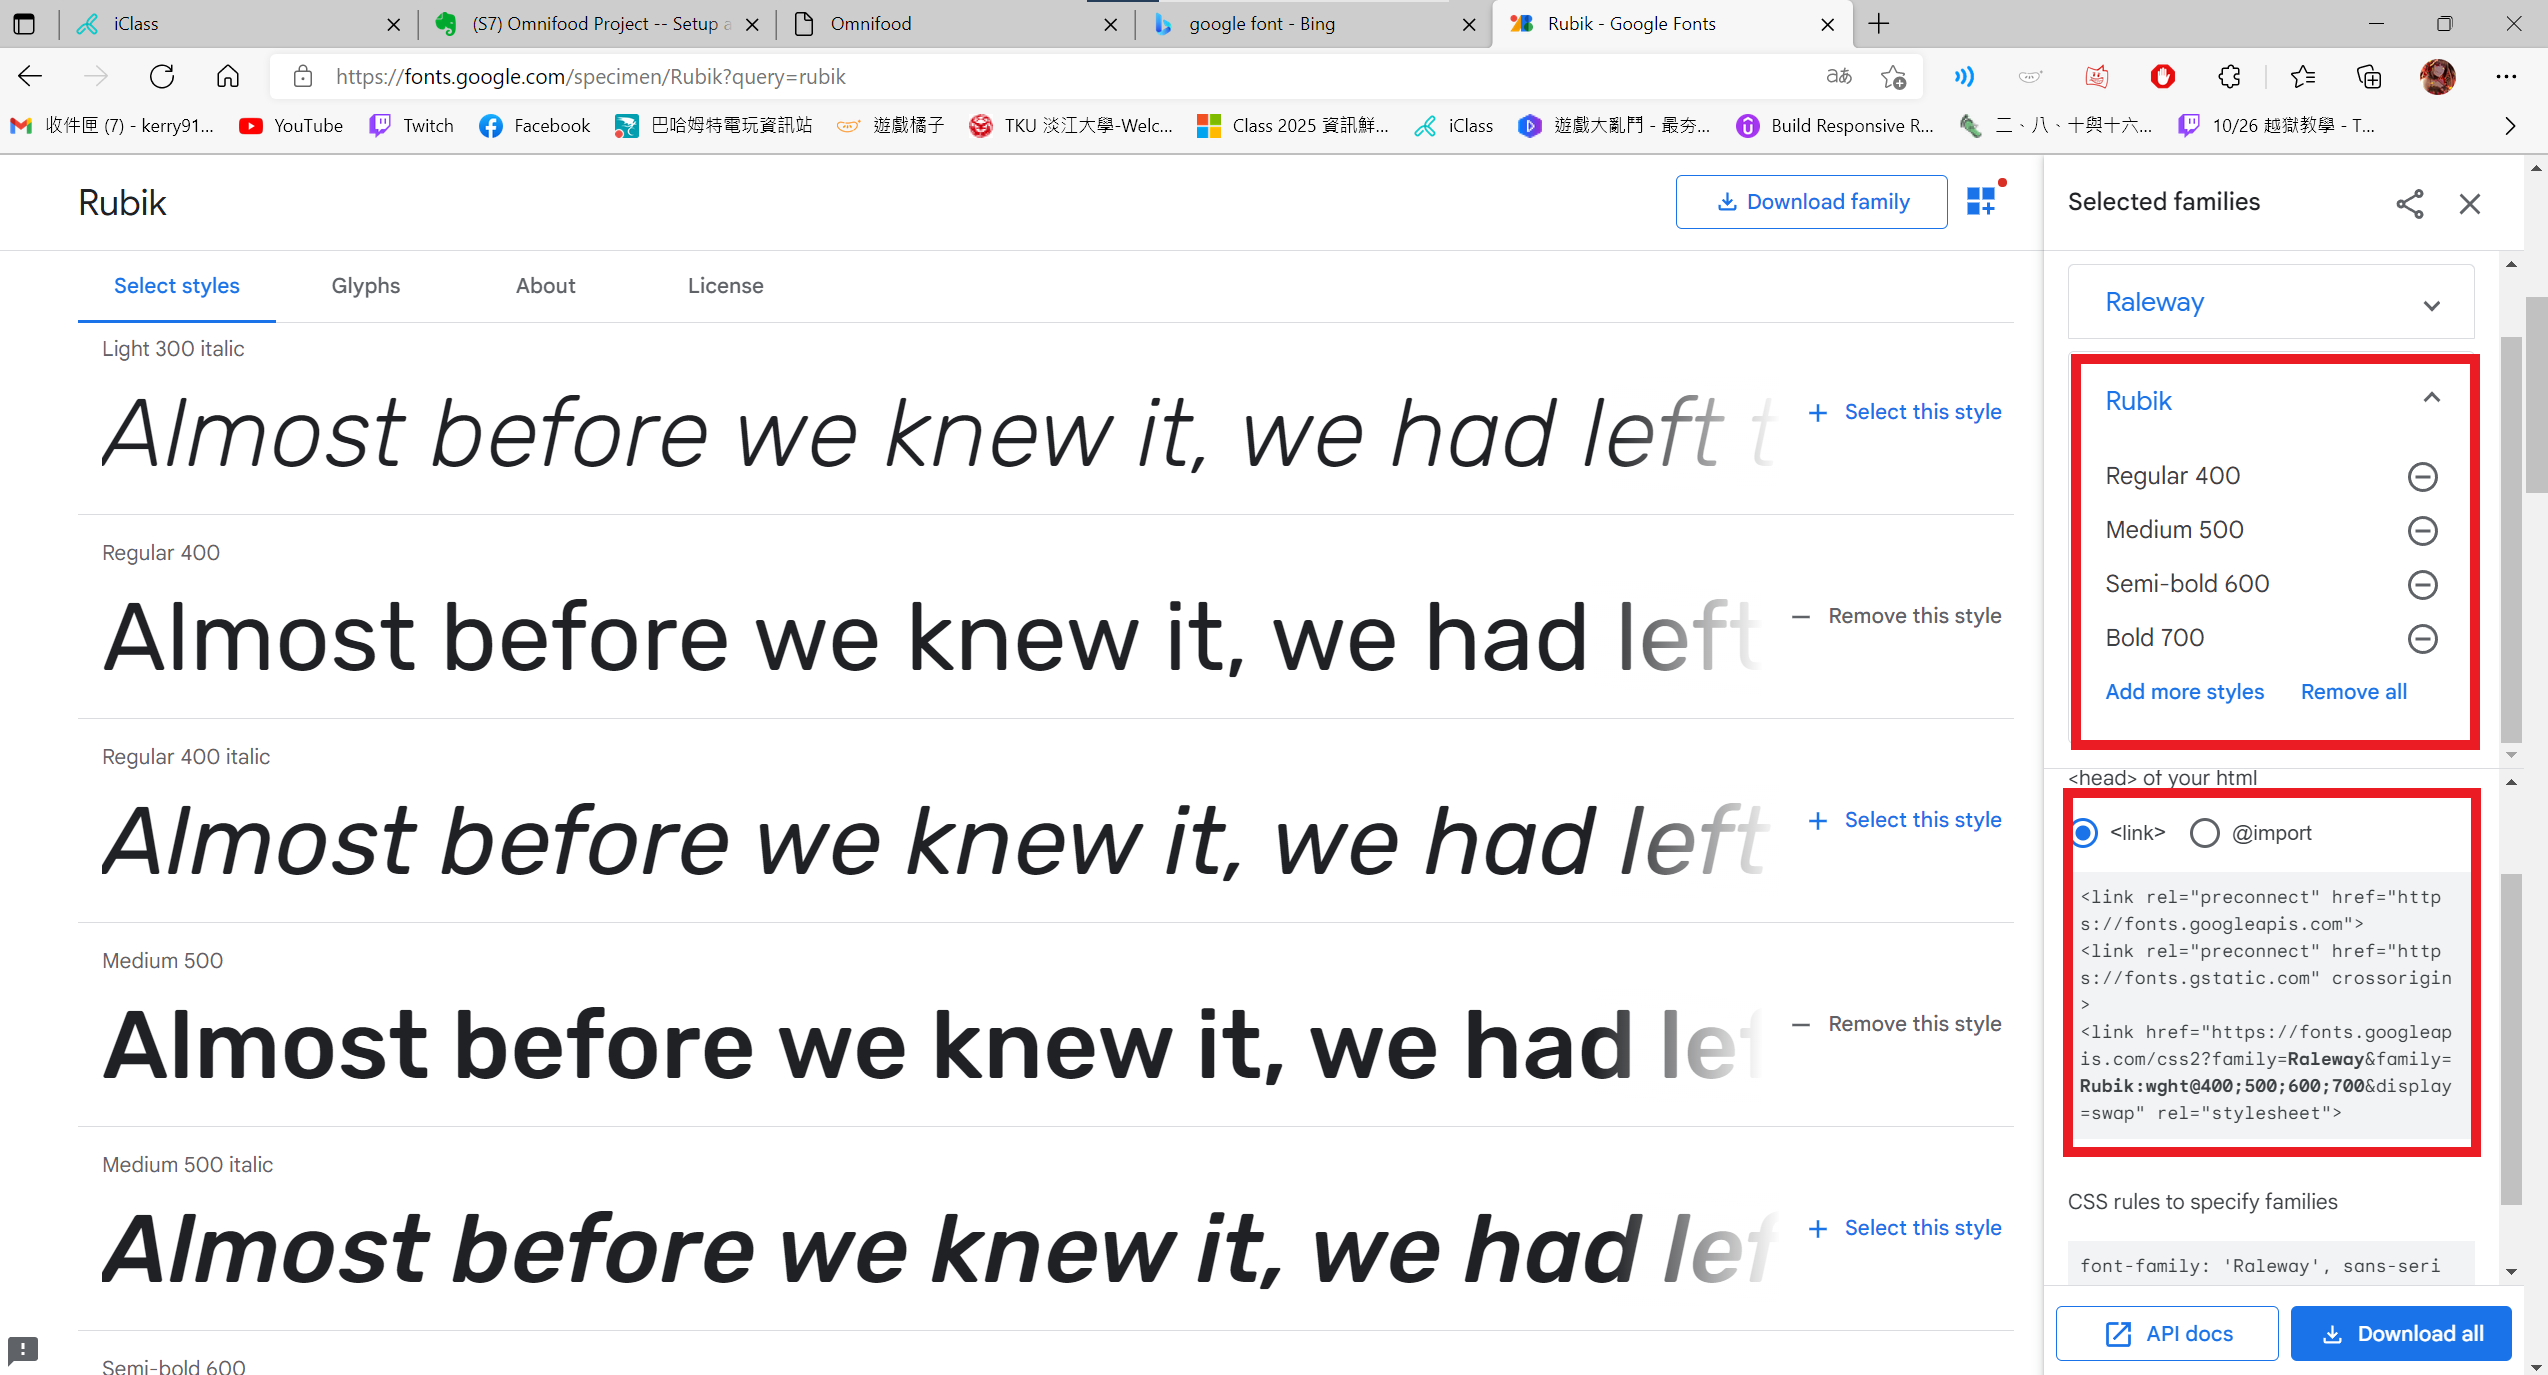 iClass
(S7) Omnifood Project -- Setup a
Omnifood
google font - Bing
Rubik - Google Fonts
https://fonts.google.com/specimen/Rubik?query=rubik
aあ
收件匣 (7) - kerry91...
YouTube
Twitch
Facebook
巴哈姆特電玩資訊站
遊戲橘子
TKU 淡江大學-Welc...
Class 2025 資訊鮮...
iClass
遊戲大亂鬥 - 最夯...
Build Responsive R...
二、八、十與十六...
10/26 越獄教學 - T...
Rubik
Download family
Select styles
Glyphs
About
License
Light 300 italic
Almost before we knew it, we had left t
Select this style
Regular 400
Almost before we knew it, we had left
Remove this style
Regular 400 italic
Almost before we knew it, we had left
Select this style
Medium 500
Almost before we knew it, we had lef
Remove this style
Medium 500 italic
Almost before we knew it, we had lef
Select this style
Semi-bold 600
Selected families
Raleway
Rubik
Regular 400
Medium 500
Semi-bold 600
Bold 700
Add more styles
Remove all
<head> of your html
<link>
@import
<link rel="preconnect" href="http
s://fonts.googleapis.com">
<link rel="preconnect" href="http
s://fonts.gstatic.com" crossorigin
>
<link href="https://fonts.googleap
is.com/css2?family=Raleway&family=
Rubik:wght@400;500;600;700&display
=swap" rel="stylesheet">
CSS rules to specify families
font-family: 'Raleway', sans-seri
API docs
Download all